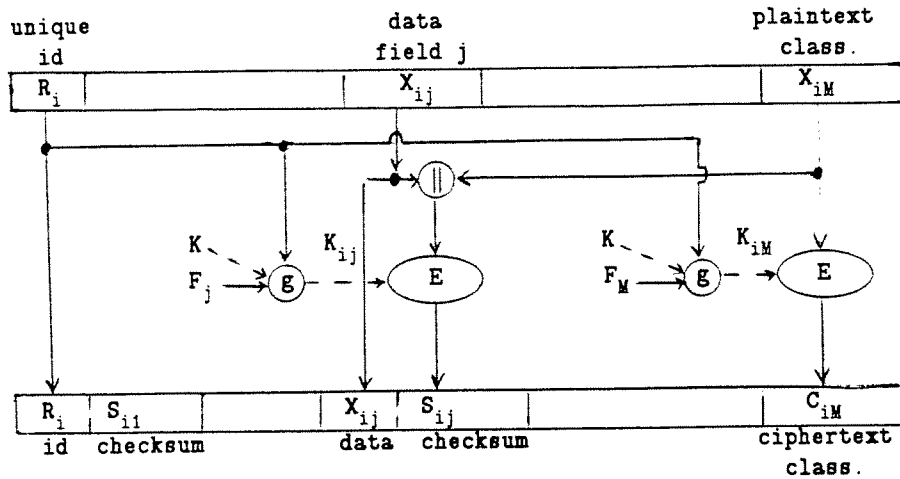 unique id
data field j
plaintext class.
R_i X_ij X_iM
||
K K_ij K K_iM
F_j g E F_M g E
R_i S_i1 X_ij S_ij C_iM
id checksum data checksum ciphertext class.